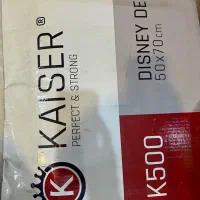 KAISER®
PERFECT & STRONG
K
DISNEY DE
50x70cm
K500